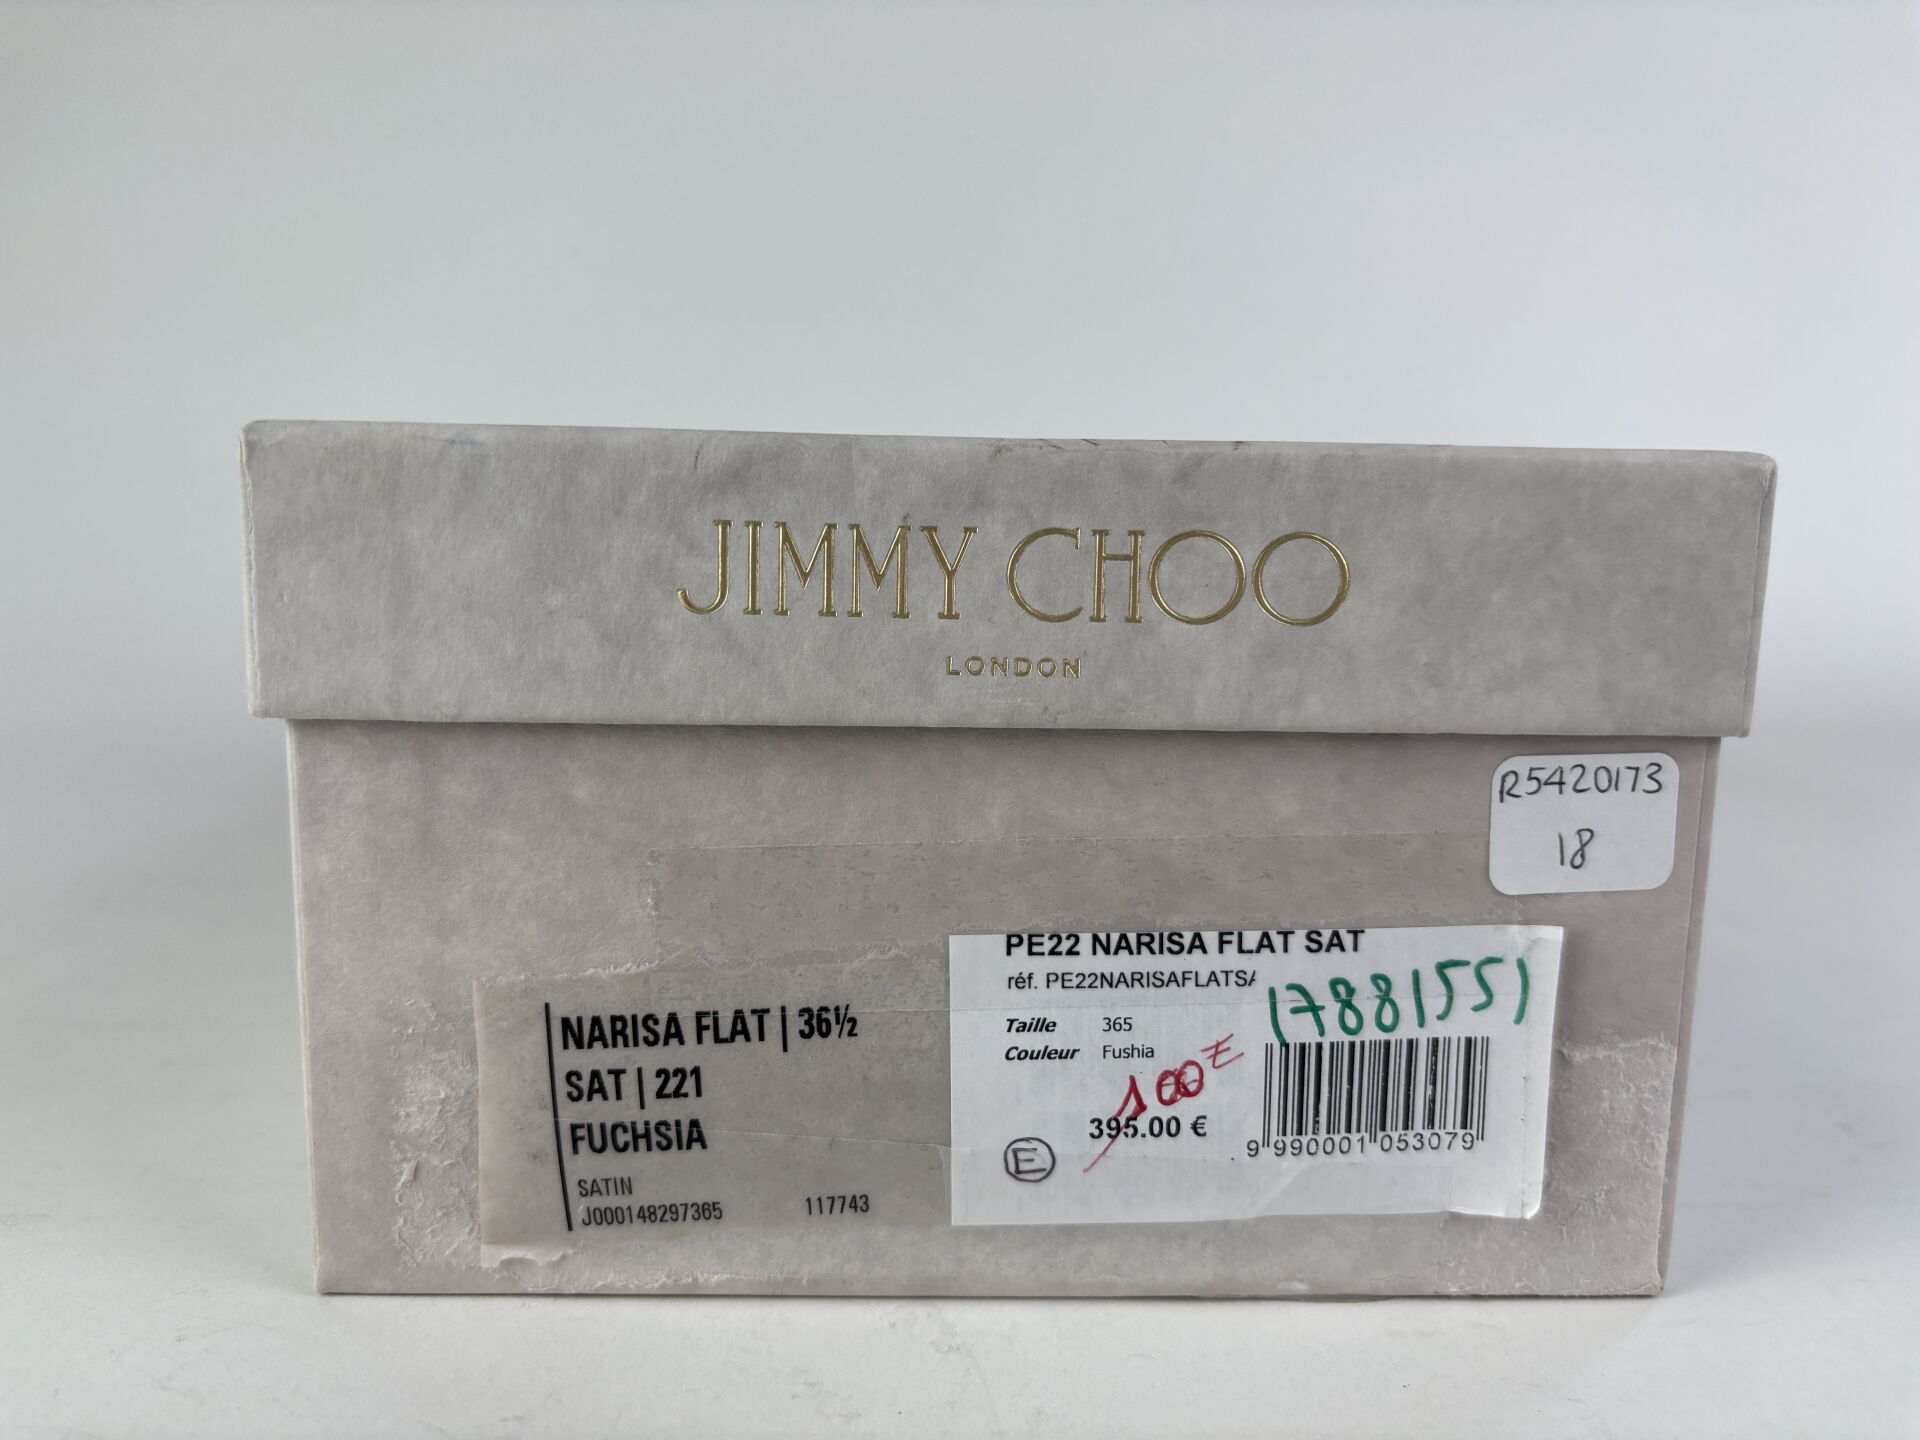 JIMMY CHOO
LONDON
R5420173
18
NARISA FLAT | 36½
SAT | 221
FUCHSIA
SATIN
J000148297365 117743
PE22 NARISA FLAT SAT
réf. PE22NARISAFLATSA
17881551
Taille 365
Couleur Fushia
100€
395.00 €
E
9 990001 053079